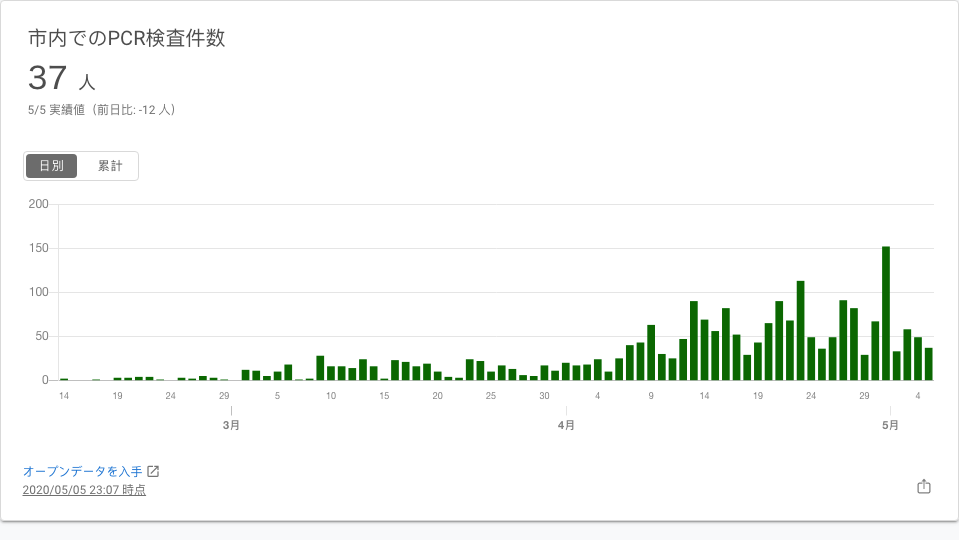 市内でのPCR検査件数
37 人
5/5 実績値（前日比: -12 人）
日別 累計
200
150
100
50
0
14 19 24 29 5 10 15 20 25 30 4 9 14 19 24 29 4
3月 4月 5月
オープンデータを入手
2020/05/05 23:07 時点